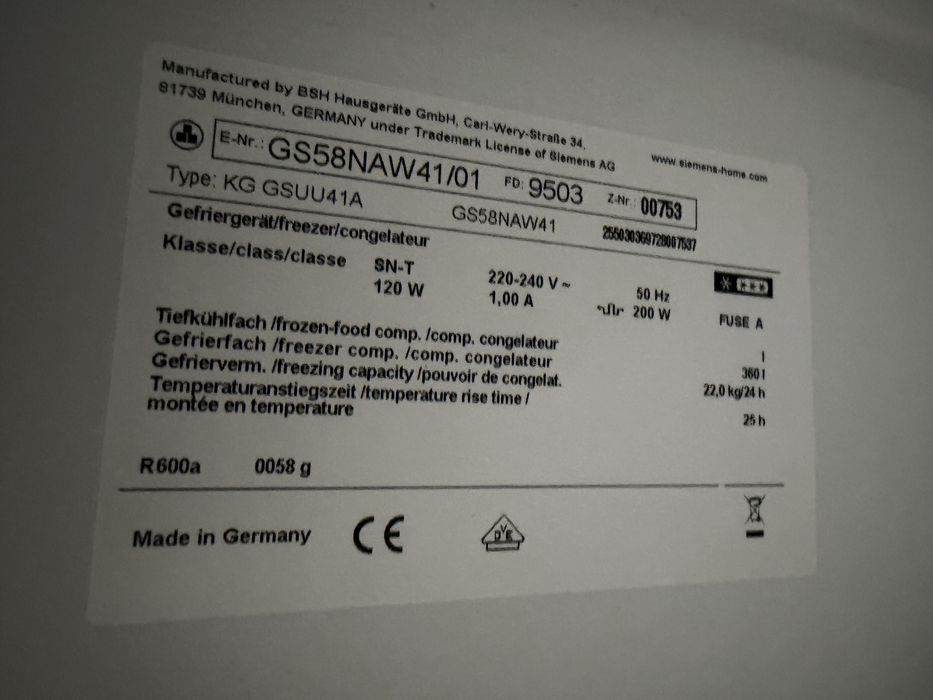 Manufactured by BSH Hausgeräte GmbH, Carl-Wery-Straße 34,
81739 München, GERMANY under Trademark License of Siemens AG
www.siemens-home.com
E-Nr.: GS58NAW41/01 FD: 9503 Z-Nr.: 00753
Type: KG GSUU41A GS58NAW41 255030369728007537
Gefriergerät/freezer/congelateur
Klasse/class/classe SN-T 220-240 V ~ 50 Hz
120 W 1,00 A 200 W FUSE A
Tiefkühlfach /frozen-food comp. /comp. congelateur l
Gefrierfach /freezer comp. /comp. congelateur 360 l
Gefrierverm. /freezing capacity /pouvoir de congelat. 22,0 kg/24 h
Temperaturanstiegszeit /temperature rise time /
montée en temperature 25 h
R600a 0058 g
Made in Germany CE DVE